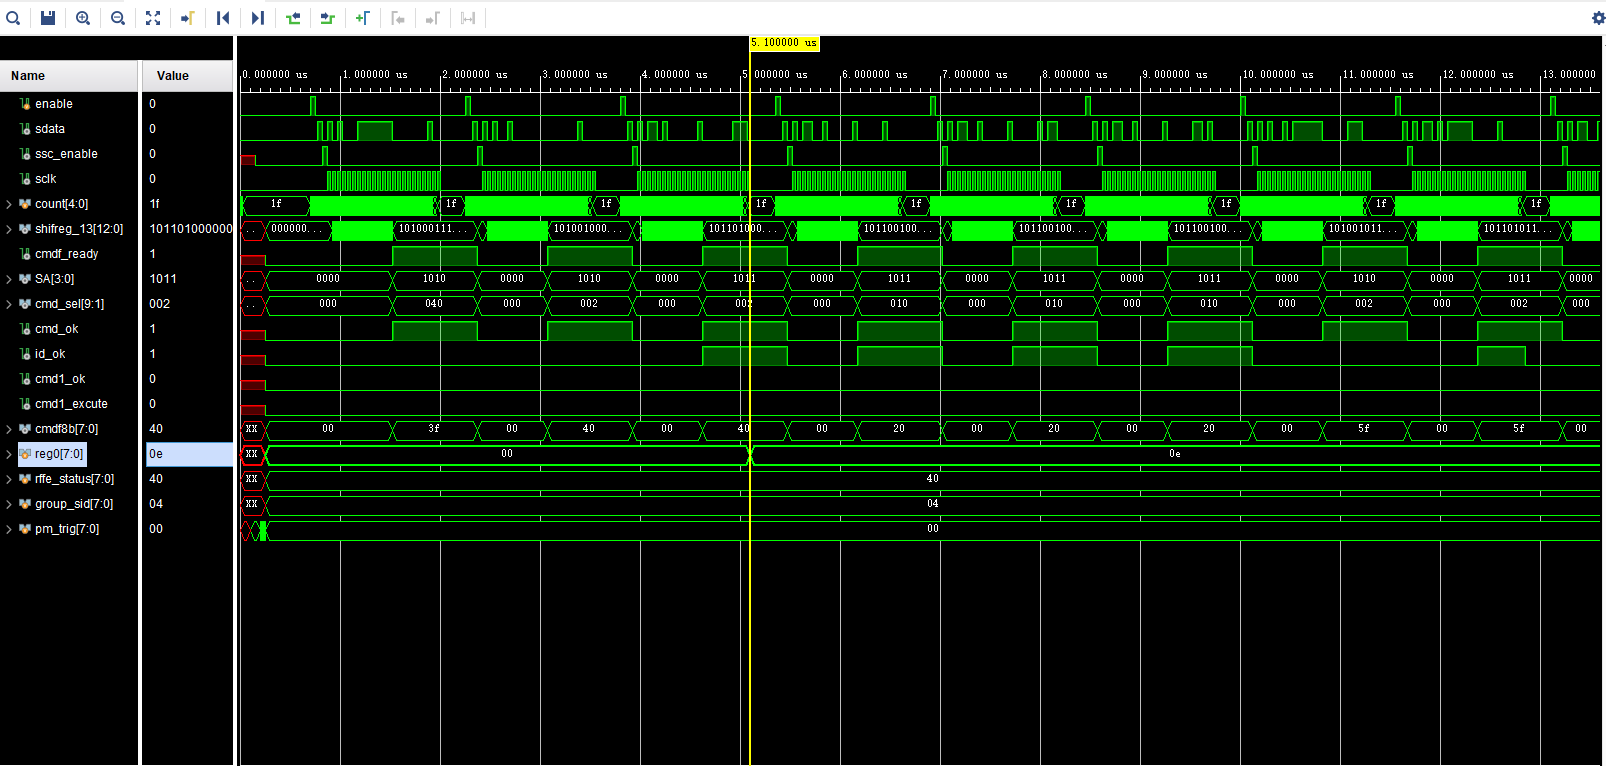 5.100000 us
Name Value 0.000000 us 1.000000 us 2.000000 us 3.000000 us 4.000000 us 5.000000 us 6.000000 us 7.000000 us 8.000000 us 9.000000 us 10.000000 us 11.000000 us 12.000000 us 13.000000
enable 0
sdata 0
ssc_enable 0
sclk 0
count[4:0] 1f 1f 1f 1f 1f 1f 1f 1f 1f 1f
shifreg_13[12:0] 101101000000 .. 000000... 101000111... 101001000... 101101000... 101100100... 101100100... 101100100... 101001011... 101101011...
cmdf_ready 1
SA[3:0] 1011 .. 0000 1010 0000 1010 0000 1011 0000 1011 0000 1011 0000 1011 0000 1010 0000 1011 0000
cmd_sel[9:1] 002 .. 000 040 000 002 000 002 000 010 000 010 000 010 000 002 000 002 000
cmd_ok 1
id_ok 1
cmd1_ok 0
cmd1_excute 0
cmdf8b[7:0] 40 XX 00 3f 00 40 00 40 00 20 00 20 00 20 00 5f 00 5f 00
reg0[7:0] 0e XX 00 0e
rffe_status[7:0] 40 XX 40
group_sid[7:0] 04 XX 04
pm_trig[7:0] 00 00